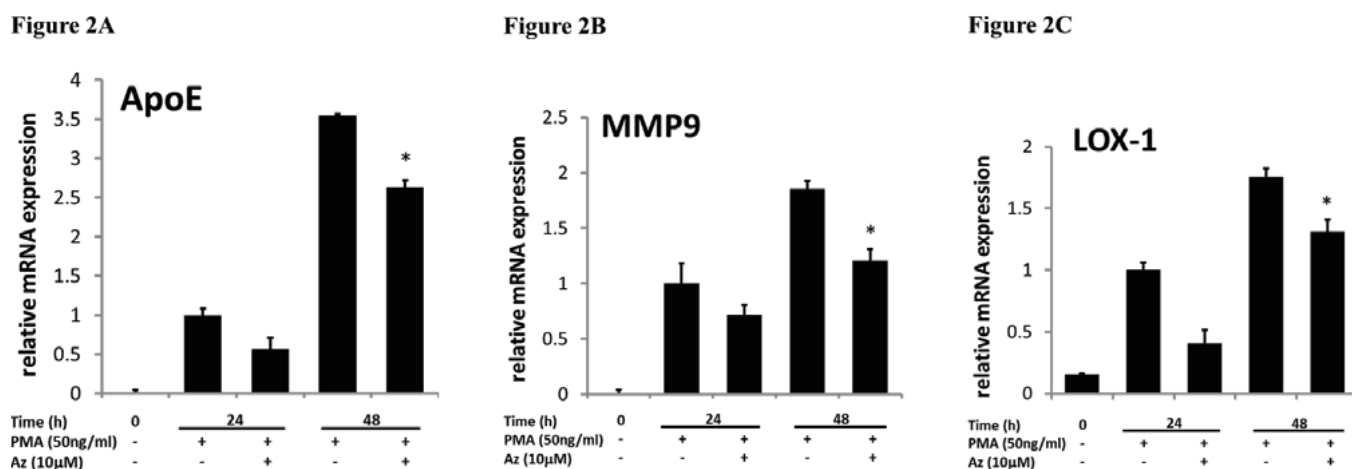 Figure 2A
Figure 2B
Figure 2C
ApoE
relative mRNA expression
4
3.5
3
2.5
2
1.5
1
0.5
0
*
Time (h) 0 24 48
PMA (50ng/ml) - + + + +
Az (10µM) - + +
MMP9
relative mRNA expression
2.5
2
1.5
1
0.5
0
*
Time (h) 0 24 48
PMA (50ng/ml) - + + + +
Az (10µM) - + +
LOX-1
relative mRNA expression
2
1.5
1
0.5
0
*
Time (h) 0 24 48
PMA (50ng/ml) - + + + +
Az (10µM) - + +